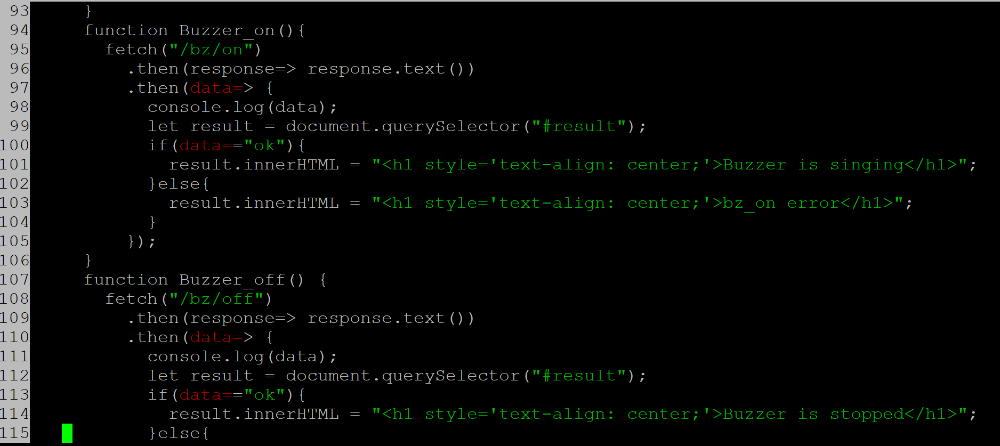 93      }
94      function Buzzer_on(){
95        fetch("/bz/on")
96          .then(response=> response.text())
97          .then(data=> {
98            console.log(data);
99            let result = document.querySelector("#result");
100            if(data=="ok"){
101              result.innerHTML = "<h1 style='text-align: center;'>Buzzer is singing</h1>";
102            }else{
103              result.innerHTML = "<h1 style='text-align: center;'>bz_on error</h1>";
104            }
105          });
106      }
107      function Buzzer_off() {
108        fetch("/bz/off")
109          .then(response=> response.text())
110          .then(data=> {
111            console.log(data);
112            let result = document.querySelector("#result");
113            if(data=="ok"){
114              result.innerHTML = "<h1 style='text-align: center;'>Buzzer is stopped</h1>";
115            }else{